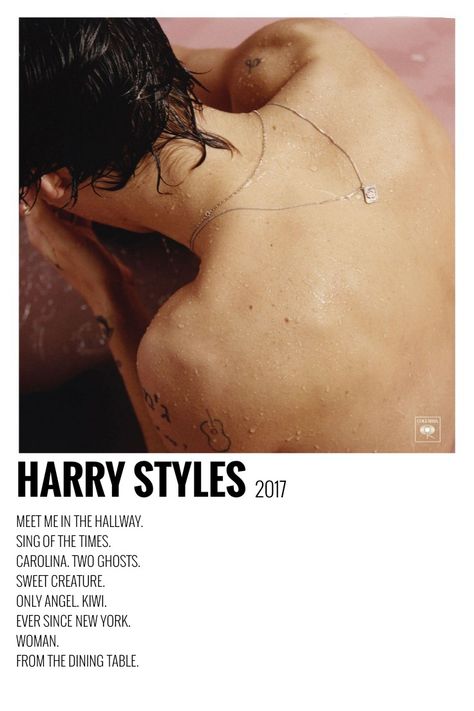 COLUMBIA
HARRY STYLES 2017
MEET ME IN THE HALLWAY.
SING OF THE TIMES.
CAROLINA. TWO GHOSTS.
SWEET CREATURE.
ONLY ANGEL. KIWI.
EVER SINCE NEW YORK.
WOMAN.
FROM THE DINING TABLE.